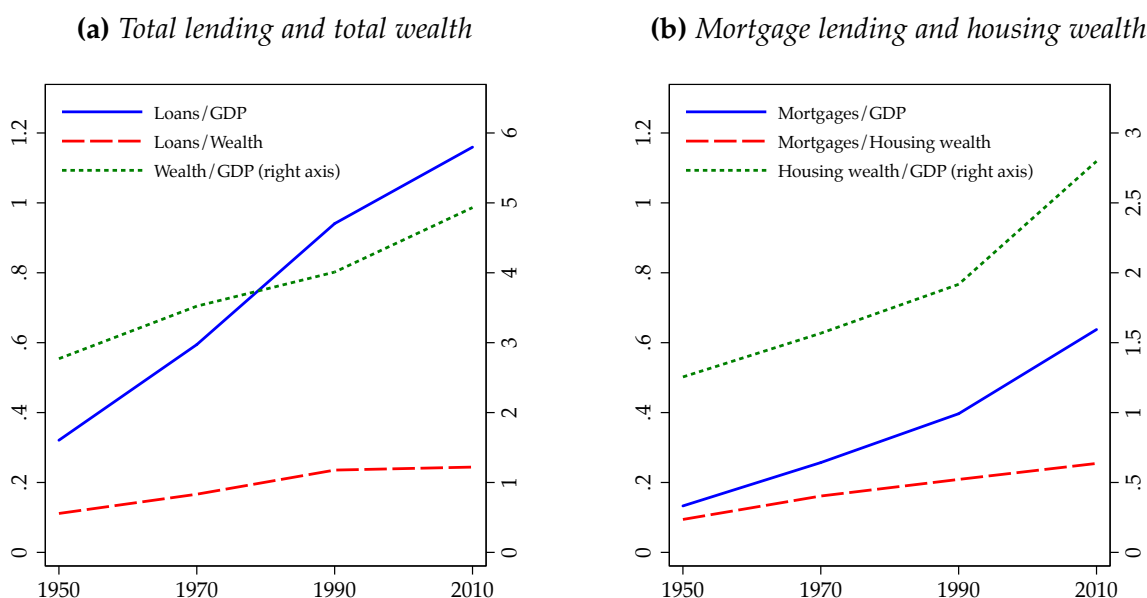 (a) Total lending and total wealth
Loans/GDP
Loans/Wealth
Wealth/GDP (right axis)
0 .2 .4 .6 .8 1 1.2
0 1 2 3 4 5 6
1950 1970 1990 2010
(b) Mortgage lending and housing wealth
Mortgages/GDP
Mortgages/Housing wealth
Housing wealth/GDP (right axis)
0 .2 .4 .6 .8 1 1.2
0 0.5 1 1.5 2 2.5 3
1950 1970 1990 2010